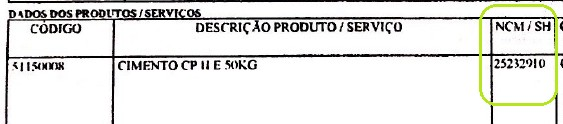 DADOS DOS PRODUTOS / SERVIÇOS
CÓDIGO DESCRIÇÃO PRODUTO / SERVIÇO NCM / SH
51150008 CIMENTO CP II E 50KG 25232910